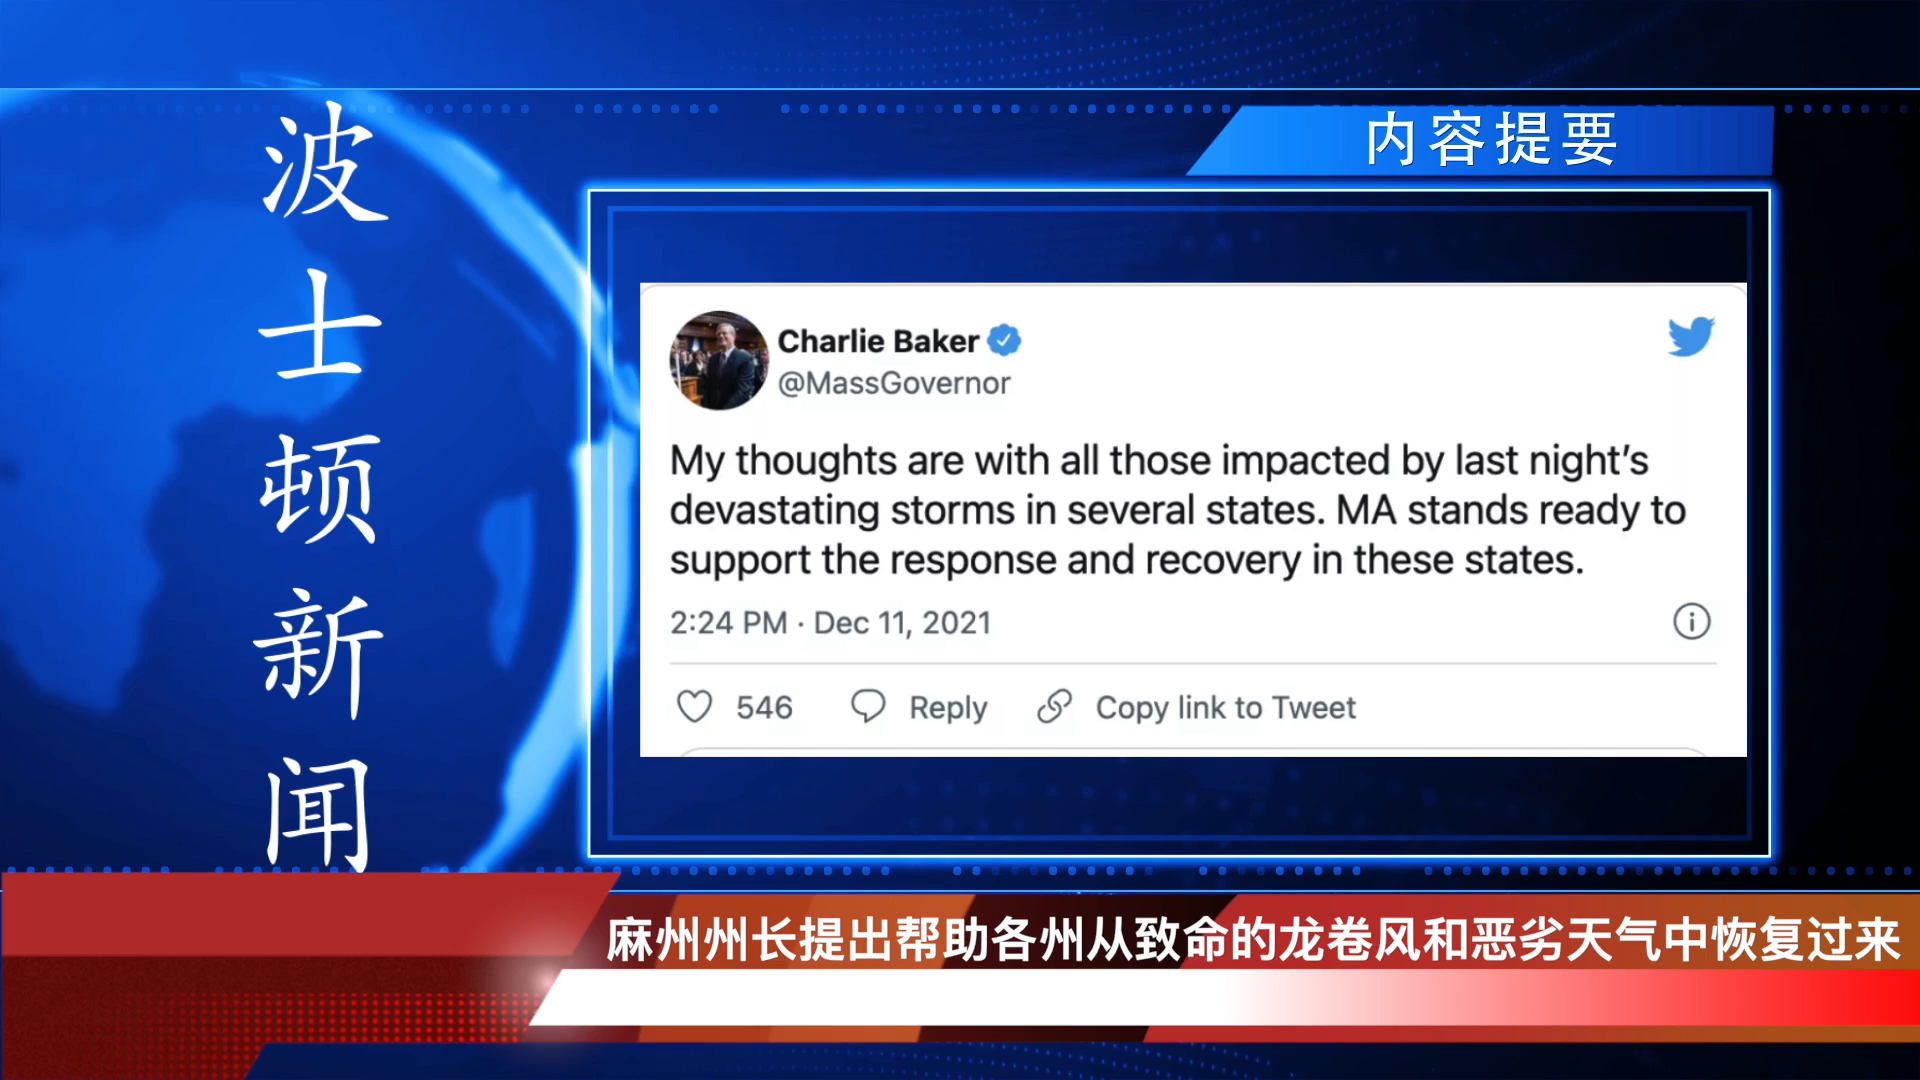 波士顿新闻
内容提要
Charlie Baker
@MassGovernor
My thoughts are with all those impacted by last night's
devastating storms in several states. MA stands ready to
support the response and recovery in these states.
2:24 PM · Dec 11, 2021
546 Reply Copy link to Tweet
麻州州长提出帮助各州从致命的龙卷风和恶劣天气中恢复过来